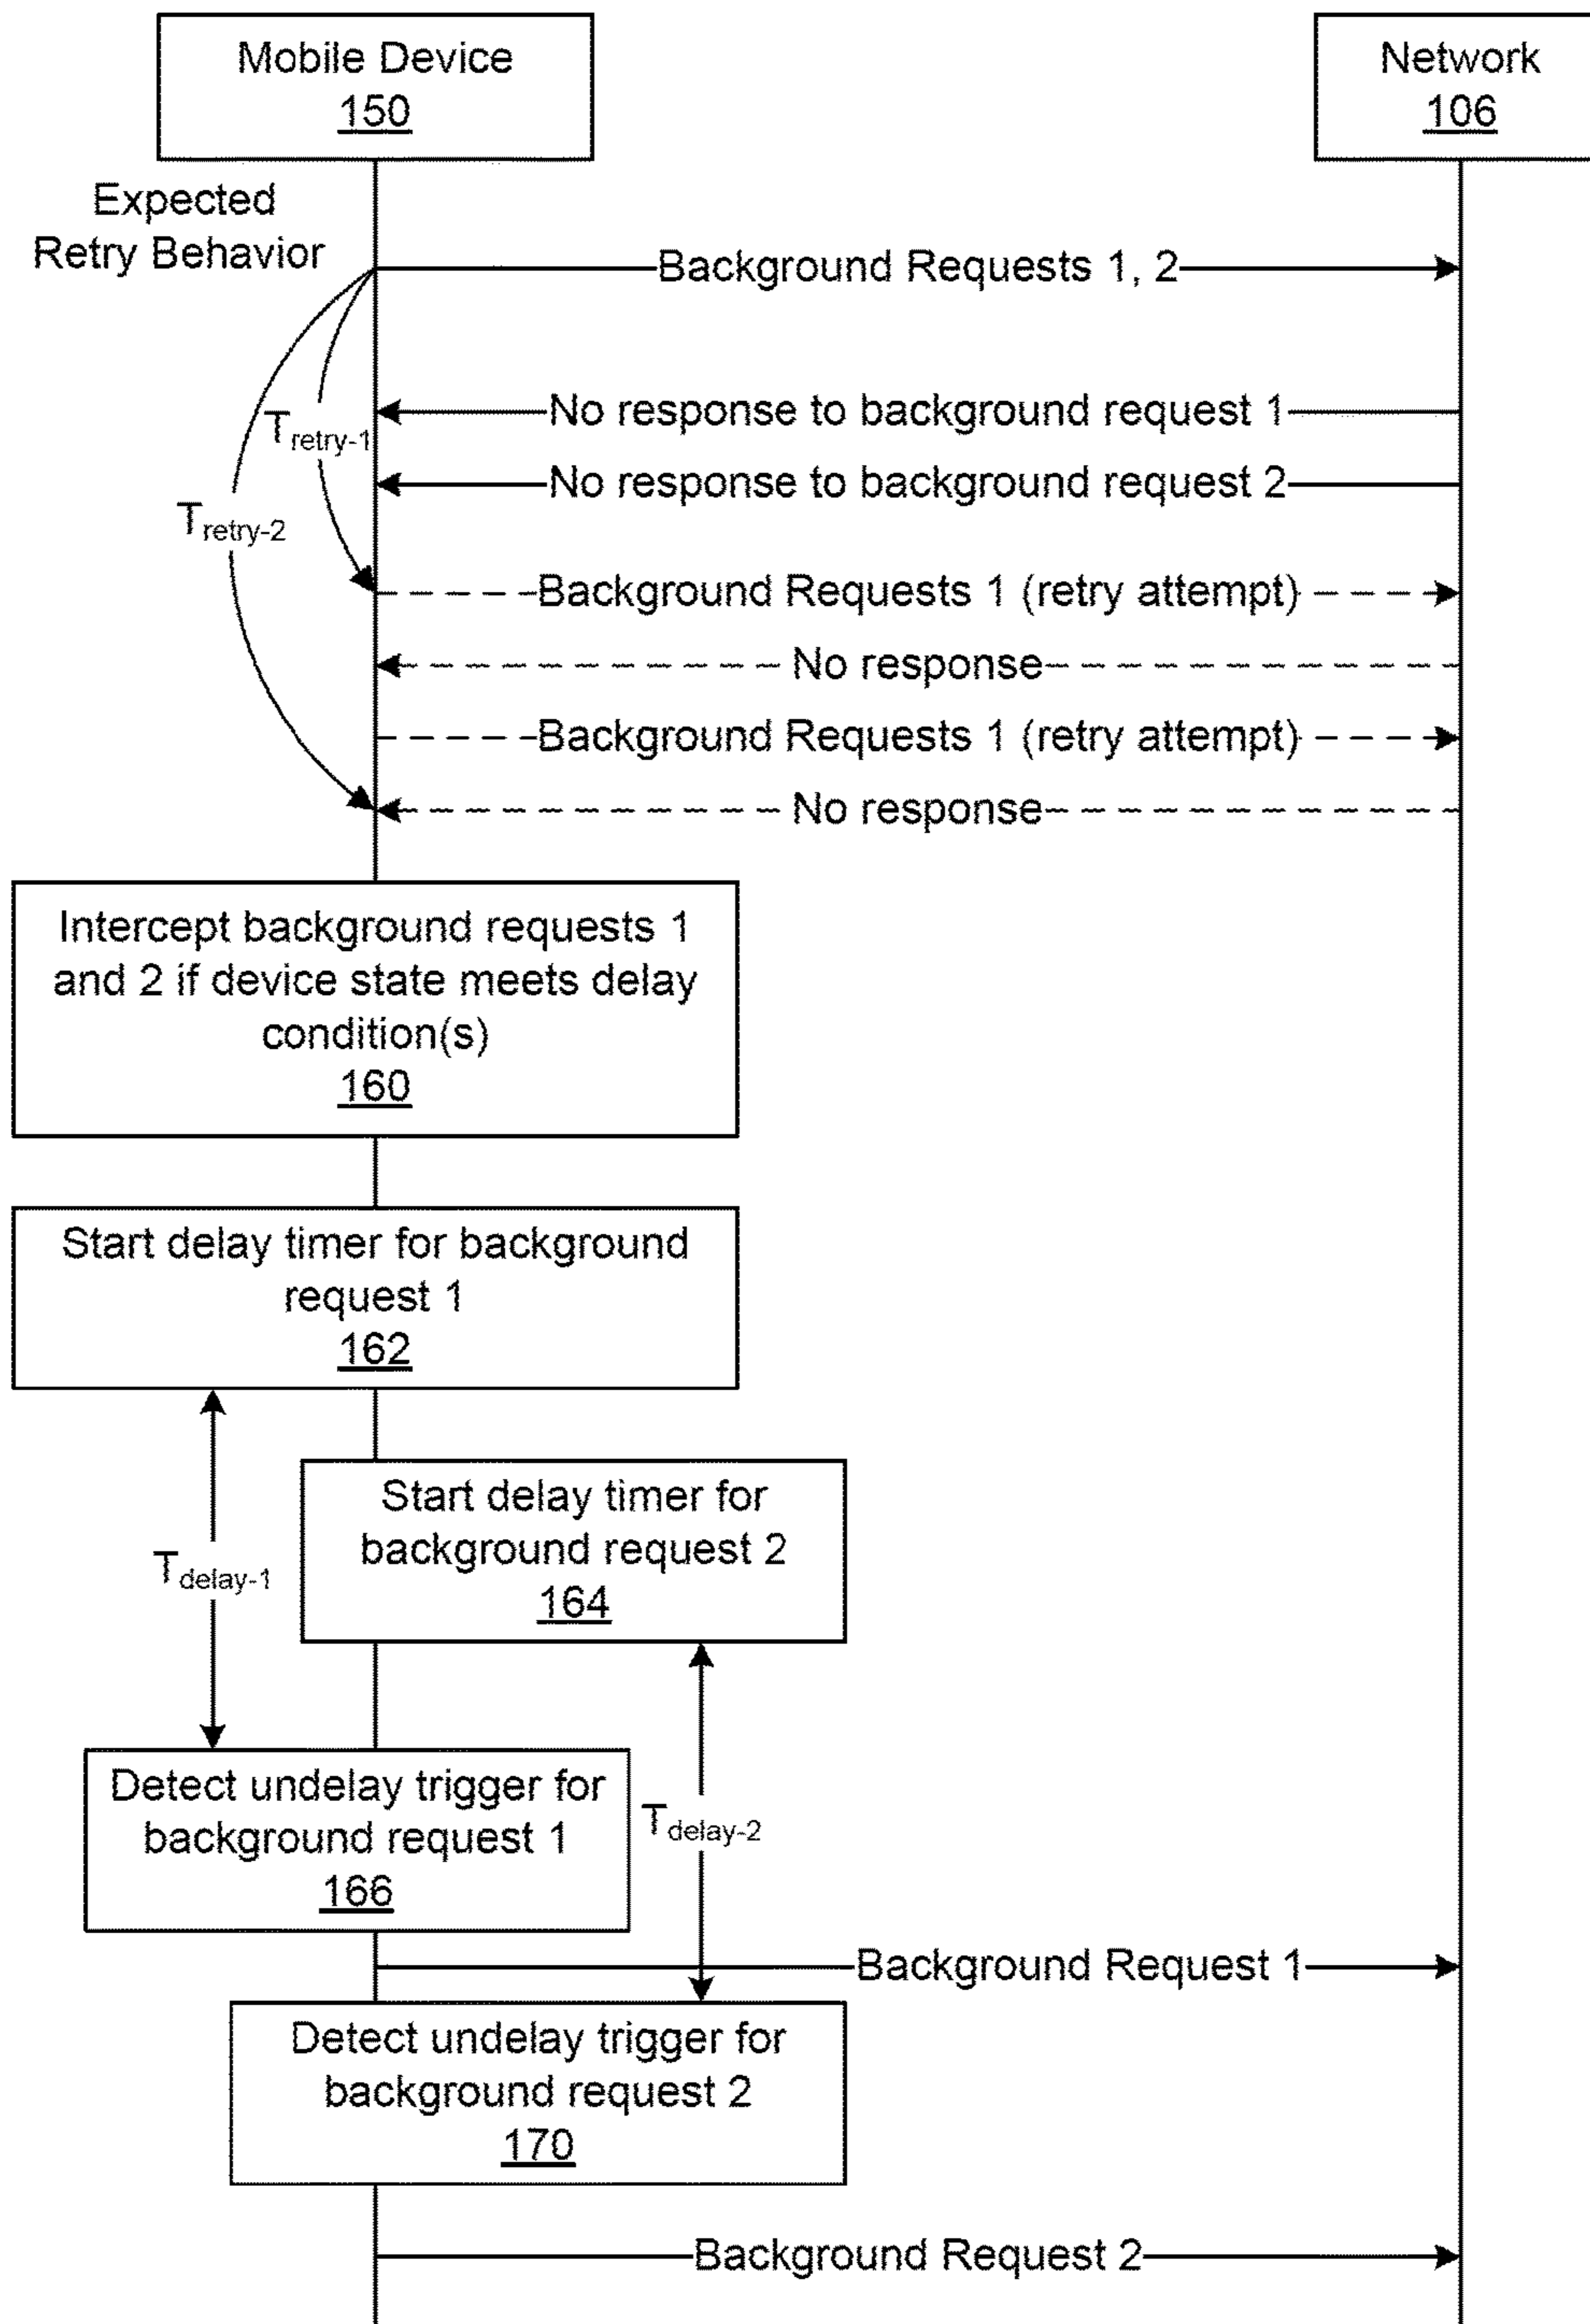 Mobile Device
150
Network
106
Expected
Retry Behavior
Background Requests 1, 2
No response to background request 1
Tretry-1
No response to background request 2
Tretry-2
Background Requests 1 (retry attempt)
No response
Background Requests 1 (retry attempt)
No response
Intercept background requests 1
and 2 if device state meets delay
condition(s)
160
Start delay timer for background
request 1
162
Start delay timer for
background request 2
164
Tdelay-1
Detect undelay trigger for
background request 1
166
Tdelay-2
Background Request 1
Detect undelay trigger for
background request 2
170
Background Request 2